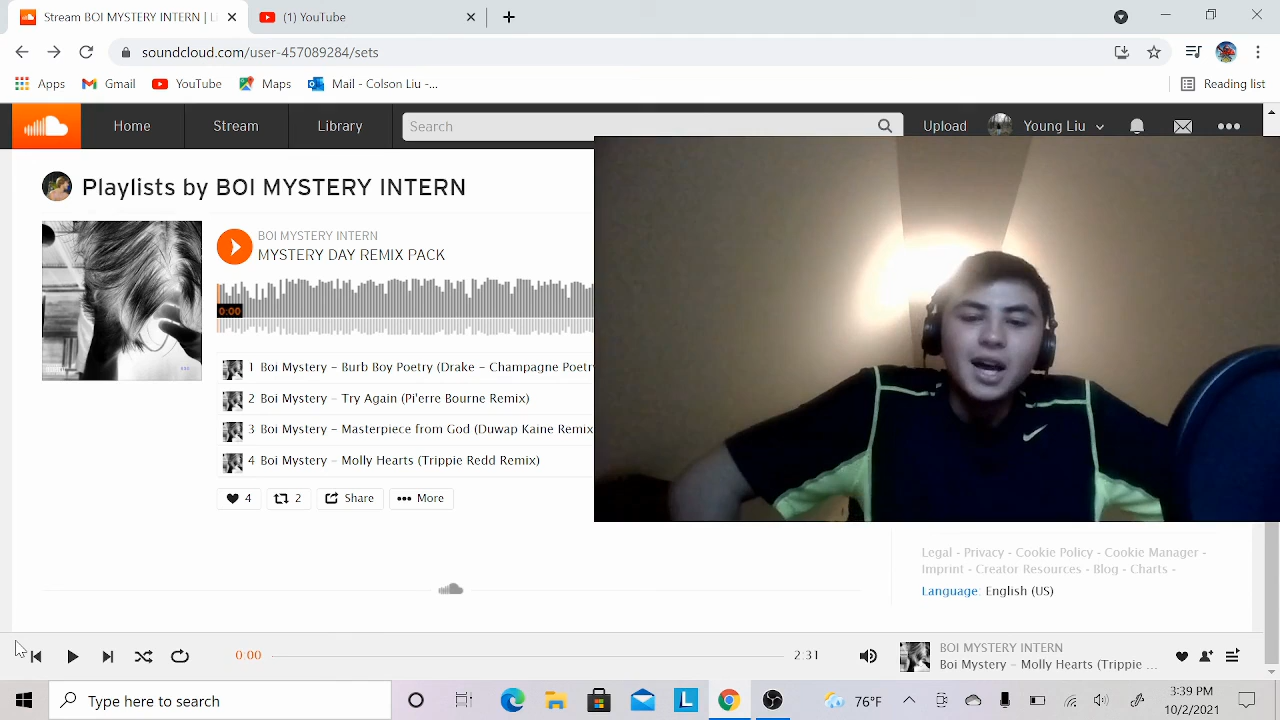 Stream BOI MYSTERY INTERN L
(1) YouTube
soundcloud.com/user-457089284/sets
Apps
Gmail
YouTube
Maps
Mail - Colson Liu -...
Reading list
Home
Stream
Library
Search
Upload
Young Liu
Playlists by BOI MYSTERY INTERN
BOI MYSTERY INTERN
MYSTERY DAY REMIX PACK
0:00
1 Boi Mystery – Burb Boy Poetry (Drake – Champagne Poetr
2 Boi Mystery – Try Again (Pi'erre Bourne Remix)
3 Boi Mystery – Masterpiece from God (Duwap Kaine Remix
4 Boi Mystery – Molly Hearts (Trippie Redd Remix)
4
2
Share
More
Legal - Privacy - Cookie Policy - Cookie Manager -
Imprint - Creator Resources - Blog - Charts -
Language: English (US)
0:00
2:31
BOI MYSTERY INTERN
Boi Mystery – Molly Hearts (Trippie ...
Type here to search
L
76°F
3:39 PM
10/2/2021